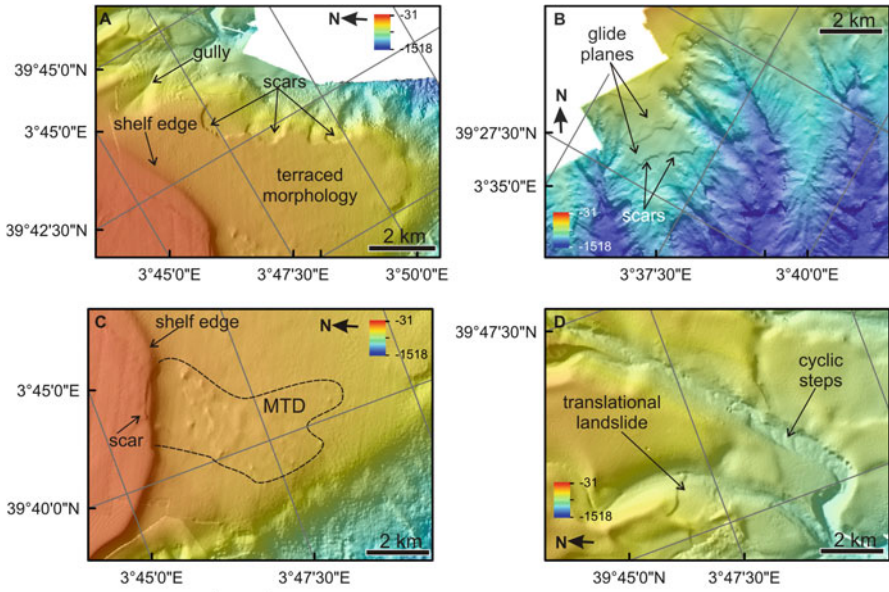 A
N
-31
-1518
gully
scars
shelf edge
terraced
morphology
2 km
39°45'0"N
3°45'0"E
39°42'30"N
3°45'0"E
3°47'30"E
3°50'0"E
B
2 km
glide
planes
N
scars
-31
-1518
39°27'30"N
3°35'0"E
3°37'30"E
3°40'0"E
C
shelf edge
N
-31
-1518
MTD
scar
2 km
3°45'0"E
39°40'0"N
3°45'0"E
3°47'30"E
D
39°47'30"N
cyclic
steps
translational
landslide
-31
-1518
N
2 km
39°45'0N
3°47'30"E